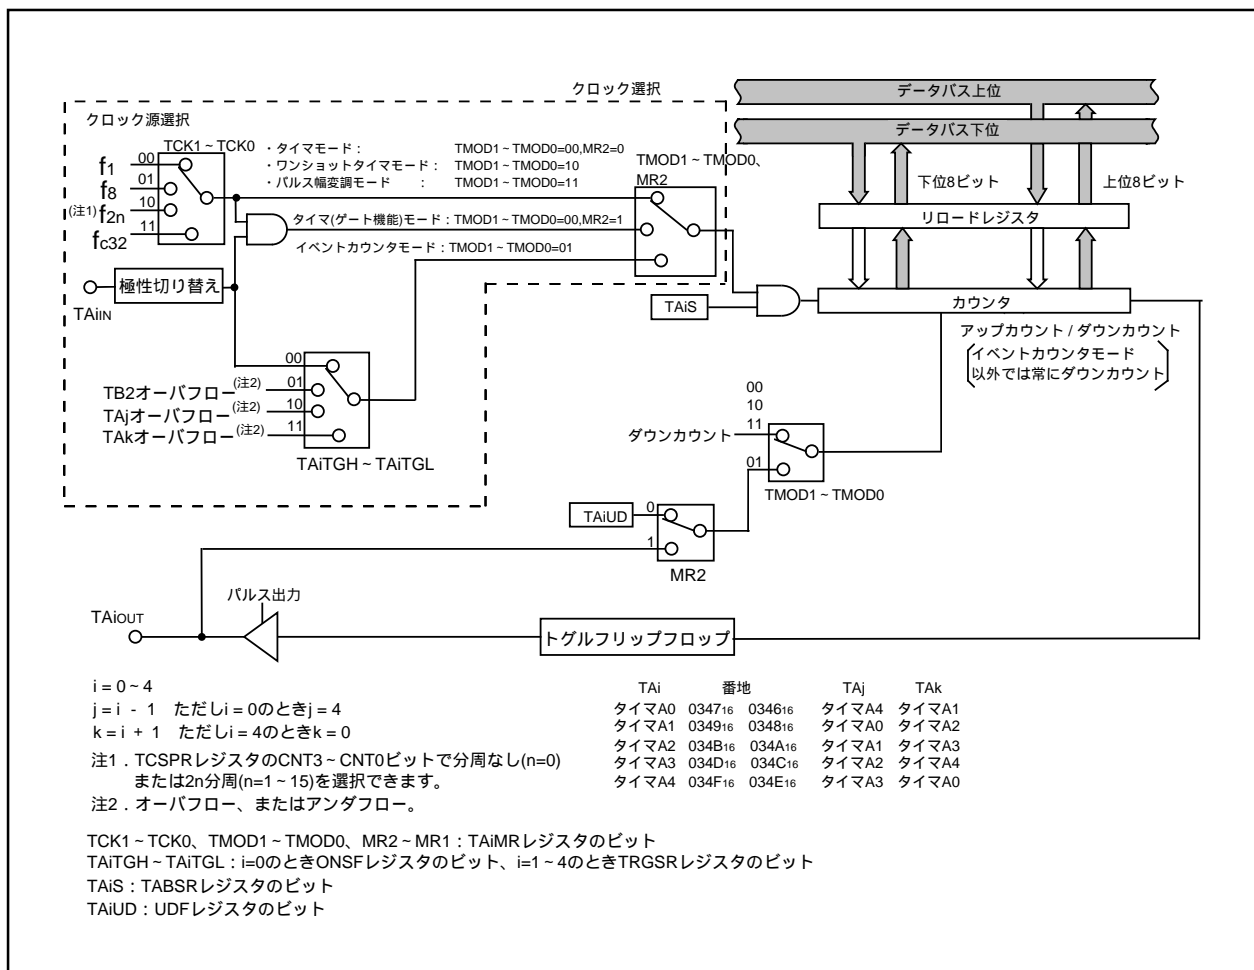 クロック選択
データバス上位
クロック源選択
データバス下位
TCK1～TCK0
・タイマモード： TMOD1～TMOD0=00,MR2=0
・ワンショットタイマモード： TMOD1～TMOD0=10
・パルス幅変調モード ： TMOD1～TMOD0=11
TMOD1～TMOD0、
MR2
f1 00
f8 01
(注1)f2n 10
fC32 11
下位8ビット
上位8ビット
リロードレジスタ
タイマ(ゲート機能)モード：TMOD1～TMOD0=00,MR2=1
イベントカウンタモード：TMOD1～TMOD0=01
極性切り替え
TAiIN
TAiS
カウンタ
アップカウント / ダウンカウント
イベントカウンタモード
以外では常にダウンカウント
00
TB2オーバフロー(注2) 01
TAjオーバフロー(注2) 10
TAkオーバフロー(注2) 11
TAiTGH～TAiTGL
00
10
ダウンカウント 11
01
TMOD1～TMOD0
TAiUD 0
1
MR2
パルス出力
TAiOUT
トグルフリップフロップ
i = 0～4
j = i - 1 ただしi = 0のときj = 4
k = i + 1 ただしi = 4のときk = 0
TAi 番地 TAj TAk
タイマA0 034716 034616 タイマA4 タイマA1
タイマA1 034916 034816 タイマA0 タイマA2
タイマA2 034B16 034A16 タイマA1 タイマA3
タイマA3 034D16 034C16 タイマA2 タイマA4
タイマA4 034F16 034E16 タイマA3 タイマA0
注1．TCSPRレジスタのCNT3～CNT0ビットで分周なし(n=0)
または2n分周(n=1～15)を選択できます。
注2．オーバフロー、またはアンダフロー。
TCK1～TCK0、TMOD1～TMOD0、MR2～MR1：TAiMRレジスタのビット
TAiTGH～TAiTGL：i=0のときONSFレジスタのビット、i=1～4のときTRGSRレジスタのビット
TAiS：TABSRレジスタのビット
TAiUD：UDFレジスタのビット